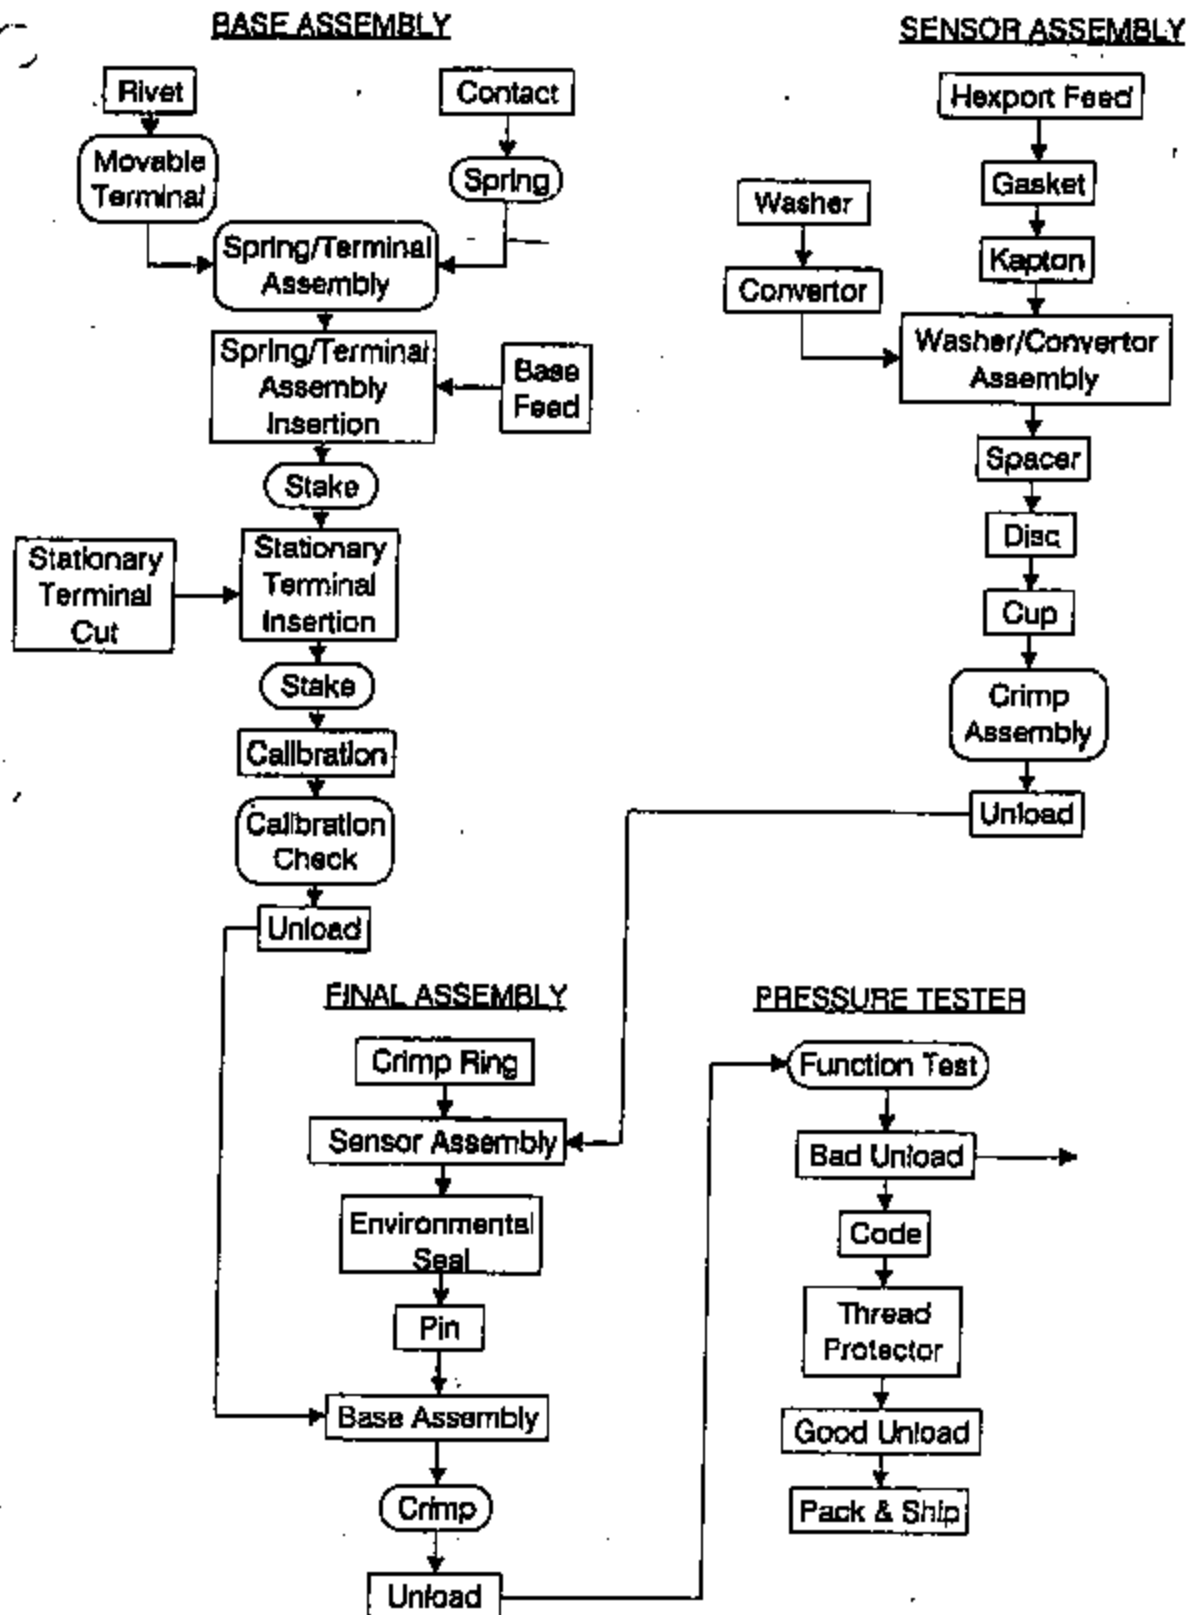 BASE ASSEMBLY
Rivet
Contact
Movable
Terminal
Spring
Spring/Terminal
Assembly
Spring/Terminal
Assembly
Insertion
Base
Feed
Stake
Stationary
Terminal
Cut
Stationary
Terminal
Insertion
Stake
Calibration
Calibration
Check
Unload
SENSOR ASSEMBLY
Hexport Feed
Gasket
Washer
Kapton
Convertor
Washer/Convertor
Assembly
Spacer
Disc
Cup
Crimp
Assembly
Unload
FINAL ASSEMBLY
Crimp Ring
Sensor Assembly
Environmental
Seal
Pin
Base Assembly
Crimp
Unload
PRESSURE TESTER
Function Test
Bad Unload
Code
Thread
Protector
Good Unload
Pack & Ship